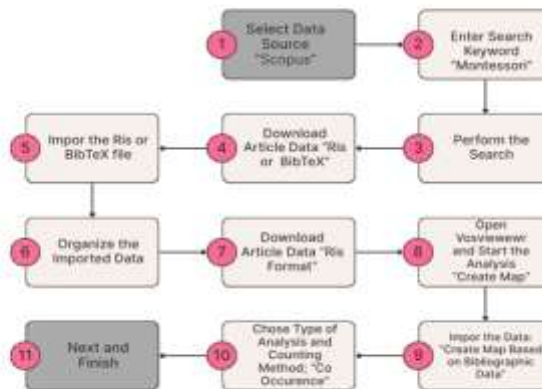 1
Select Data
Source
"Scopus"
2
Enter Search
Keyword
"Montessori"
3
Perform the
Search
4
Download
Article Data "Ris
or BibTeX"
5
Impor the Ris or
BibTeX file
6
Organize the
Imported Data
7
Download
Article Data "Ris
Formal"
8
Open
Vosviewewr
and Start the
Analysis
"Create Map"
9
Impor the Data:
"Create Map Based
on Bibliographic
Data"
10
Chose Type of
Analysis and
Counting
Method; "Co
Occurence"
11
Next and
Finish